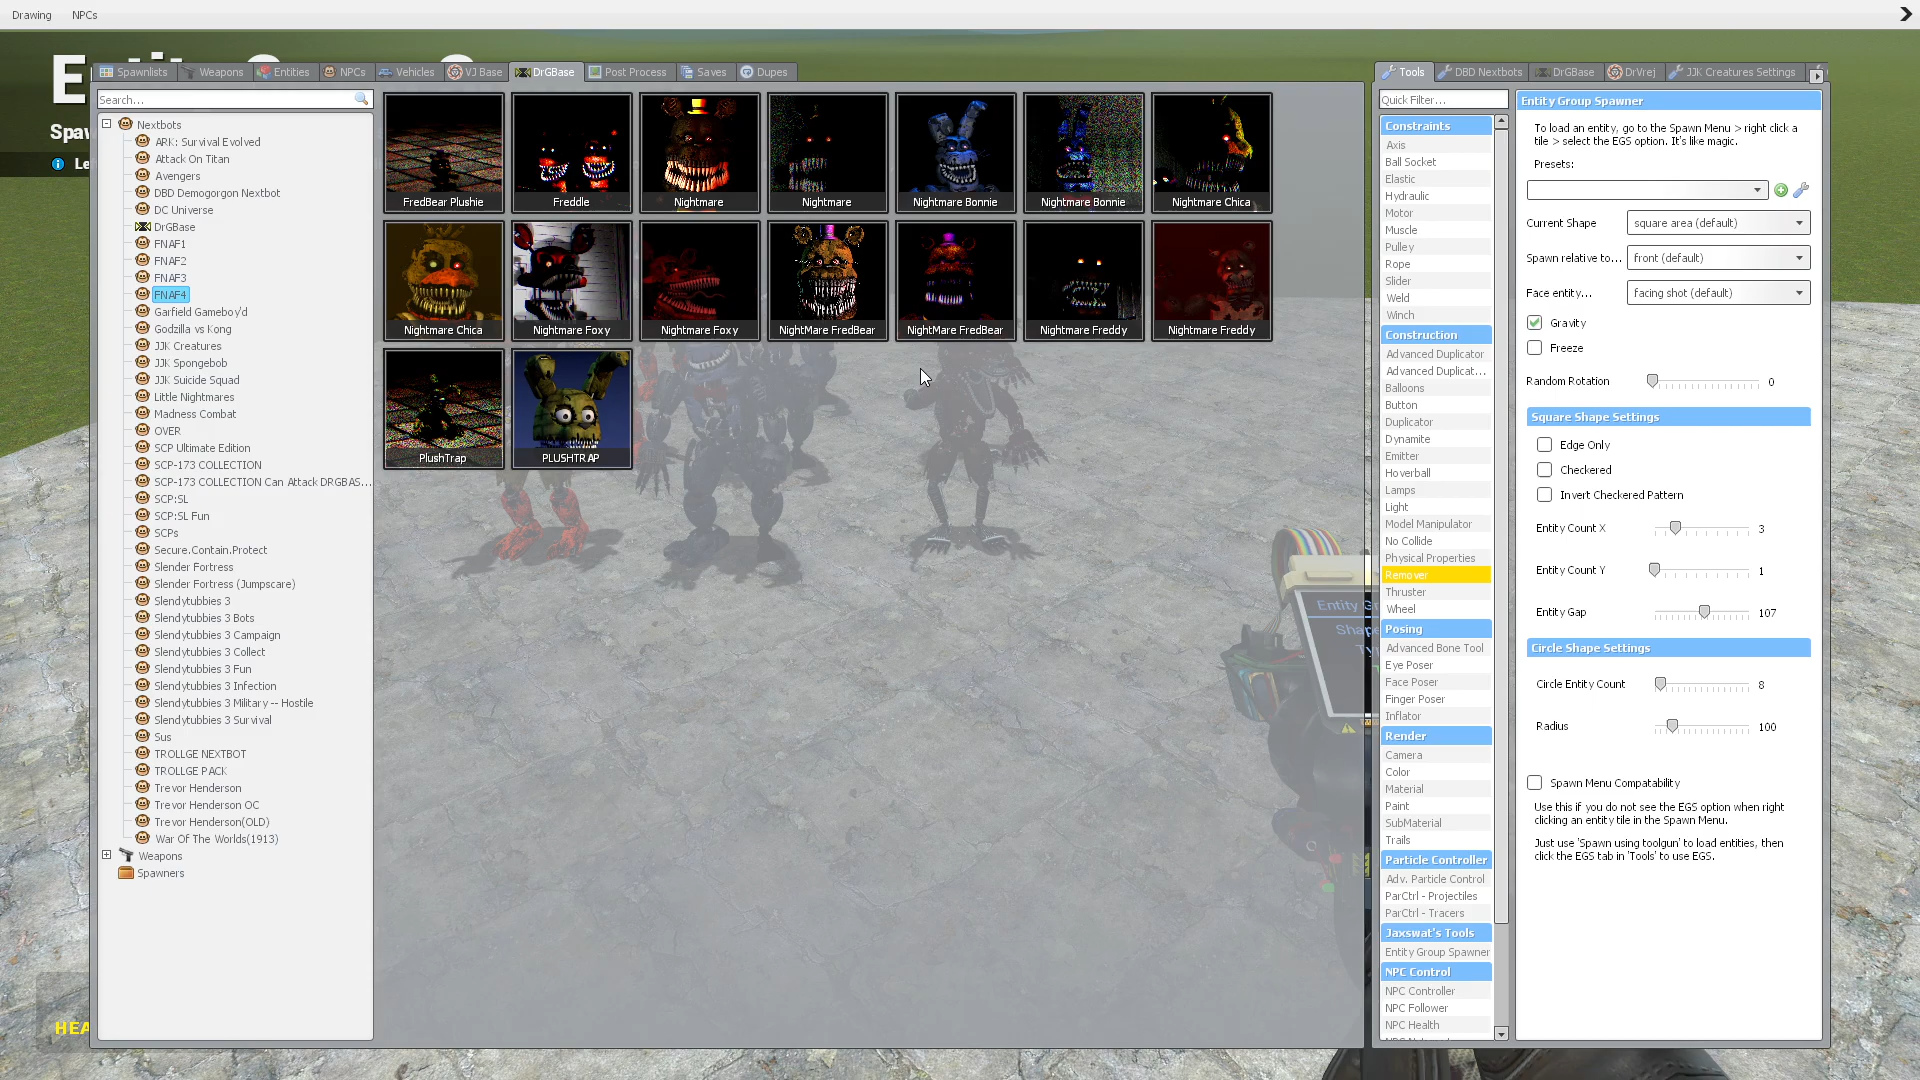 Drawing NPCs
Spawnlists Weapons Entities NPCs Vehicles VJ Base DrGBase Post Process Saves Dupes
Search...
Nextbots
ARK: Survival Evolved
Attack On Titan
Avengers
DBD Demogorgon Nextbot
DC Universe
DrGBase
FNAF1
FNAF2
FNAF3
FNAF4
Garfield Gameboy'd
Godzilla vs Kong
JJK Creatures
JJK Spongebob
JJK Suicide Squad
Little Nightmares
Madness Combat
OVER
SCP Ultimate Edition
SCP-173 COLLECTION
SCP-173 COLLECTION Can Attack DRGBAS...
SCP:SL
SCP:SL Fun
SCPs
Secure.Contain.Protect
Slender Fortress
Slender Fortress (Jumpscare)
Slendytubbies 3
Slendytubbies 3 Bots
Slendytubbies 3 Campaign
Slendytubbies 3 Collect
Slendytubbies 3 Fun
Slendytubbies 3 Infection
Slendytubbies 3 Military -- Hostile
Slendytubbies 3 Survival
Sus
TROLLGE NEXTBOT
TROLLGE PACK
Trevor Henderson
Trevor Henderson OC
Trevor Henderson(OLD)
War Of The Worlds(1913)
Weapons
Spawners
FredBear Plushie Freddle Nightmare Nightmare Nightmare Bonnie Nightmare Bonnie Nightmare Chica
Nightmare Chica Nightmare Foxy Nightmare Foxy NightMare FredBear NightMare FredBear Nightmare Freddy Nightmare Freddy
PlushTrap PLUSHTRAP
Tools DBD Nextbots DrGBase DrVrej JJK Creatures Settings
Quick Filter...
Constraints
Axis
Ball Socket
Elastic
Hydraulic
Motor
Muscle
Pulley
Rope
Slider
Weld
Winch
Construction
Advanced Duplicator
Advanced Duplicat...
Balloons
Button
Duplicator
Dynamite
Emitter
Hoverball
Lamps
Light
Model Manipulator
No Collide
Physical Properties
Remover
Thruster
Wheel
Posing
Advanced Bone Tool
Eye Poser
Face Poser
Finger Poser
Inflator
Render
Camera
Color
Material
Paint
SubMaterial
Trails
Particle Controller
Adv. Particle Control
ParCtrl - Projectiles
ParCtrl - Tracers
Jaxswat's Tools
Entity Group Spawner
NPC Control
NPC Controller
NPC Follower
NPC Health
Entity Group Spawner
To load an entity, go to the Spawn Menu > right click a
tile > select the EGS option. It's like magic.
Presets:
Current Shape square area (default)
Spawn relative to... front (default)
Face entity... facing shot (default)
Gravity
Freeze
Random Rotation 0
Square Shape Settings
Edge Only
Checkered
Invert Checkered Pattern
Entity Count X 3
Entity Count Y 1
Entity Gap 107
Circle Shape Settings
Circle Entity Count 8
Radius 100
Spawn Menu Compatability
Use this if you do not see the EGS option when right
clicking an entity tile in the Spawn Menu.
Just use 'Spawn using toolgun' to load entities, then
click the EGS tab in 'Tools' to use EGS.